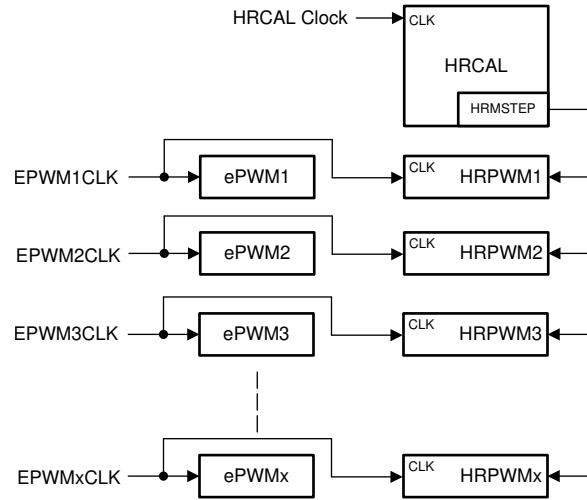 HRCAL Clock
CLK
HRCAL
HRMSTEP
EPWM1CLK
ePWM1
CLK
HRPWM1
EPWM2CLK
ePWM2
CLK
HRPWM2
EPWM3CLK
ePWM3
CLK
HRPWM3
EPWMxCLK
ePWMx
CLK
HRPWMx